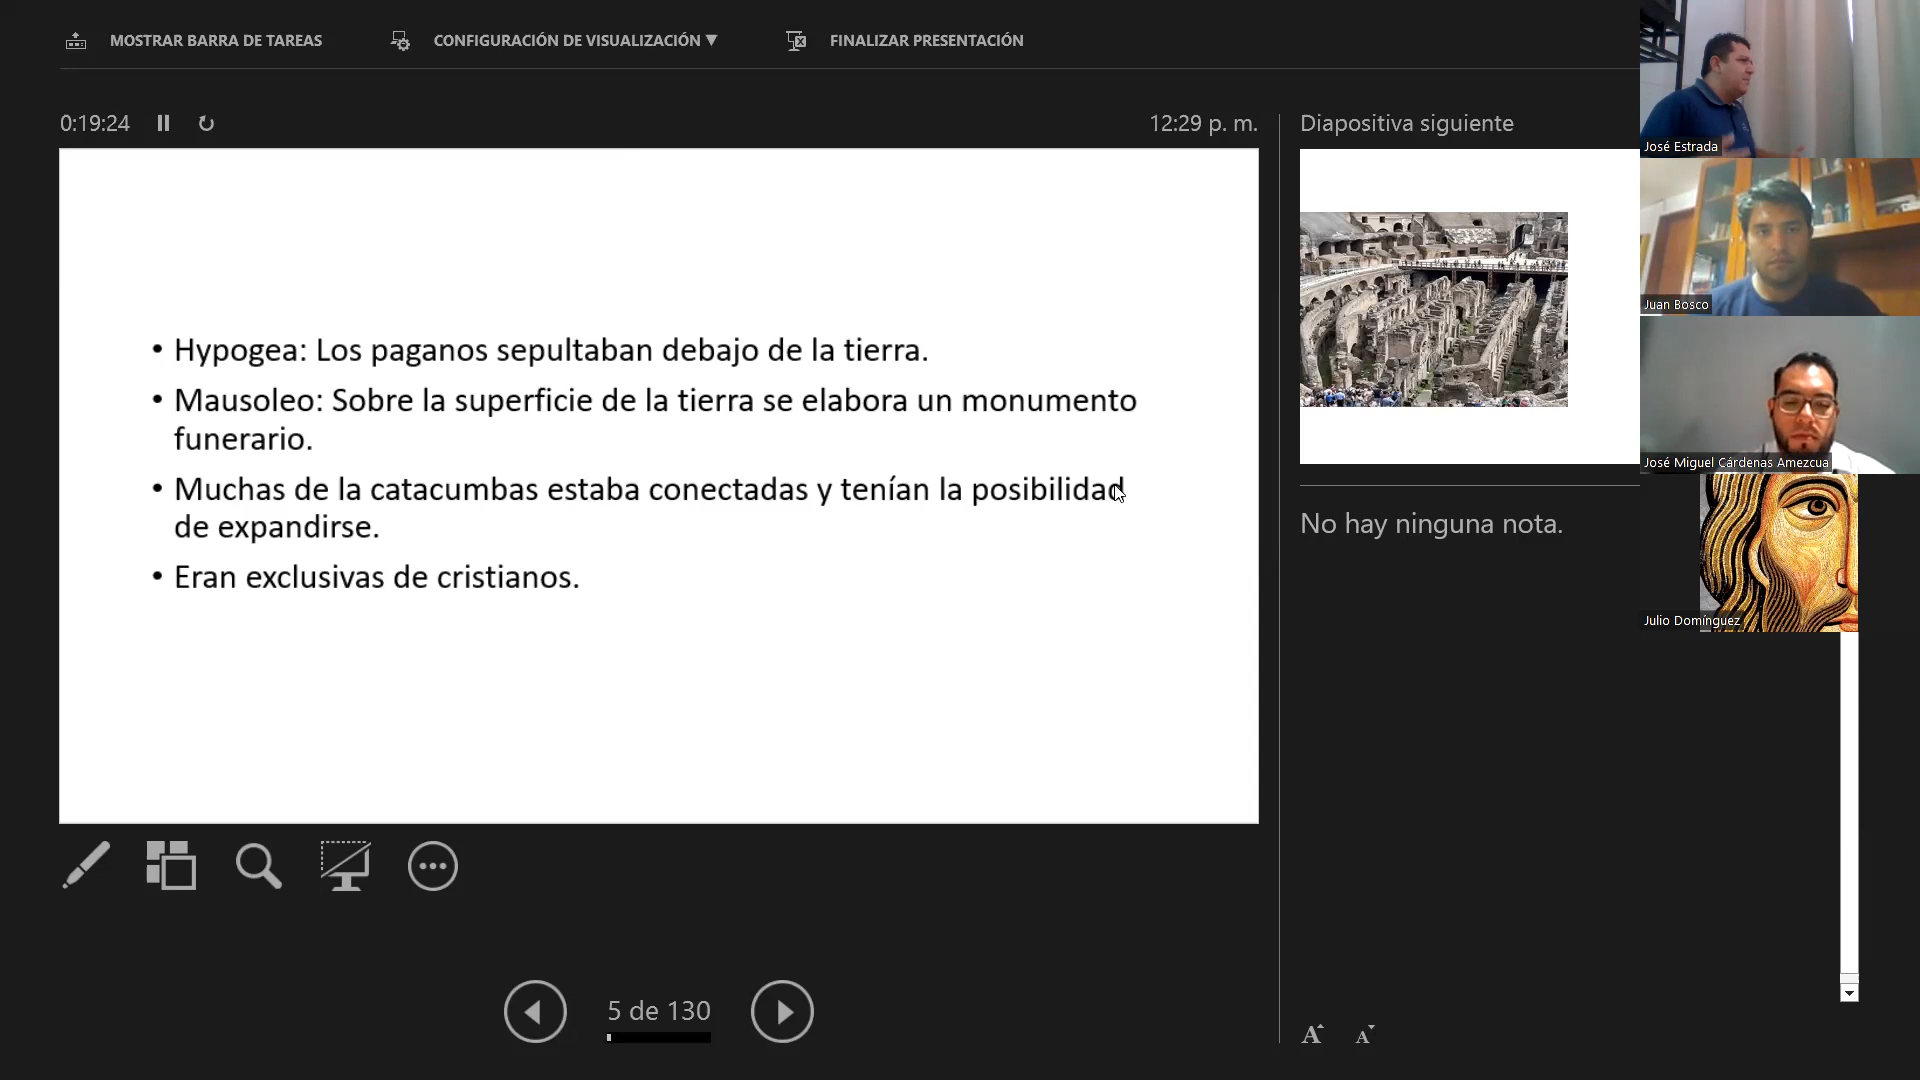 MOSTRAR BARRA DE TAREAS
CONFIGURACIÓN DE VISUALIZACIÓN ▼
FINALIZAR PRESENTACIÓN
0:19:24
12:29 p. m.
Diapositiva siguiente
• Hypogea: Los paganos sepultaban debajo de la tierra.
• Mausoleo: Sobre la superficie de la tierra se elabora un monumento
funerario.
• Muchas de la catacumbas estaba conectadas y tenían la posibilidad
de expandirse.
• Eran exclusivas de cristianos.
No hay ninguna nota.
José Estrada
Juan Bosco
José Miguel Cárdenas Amezcua
Julio Domínguez
5 de 130
A A